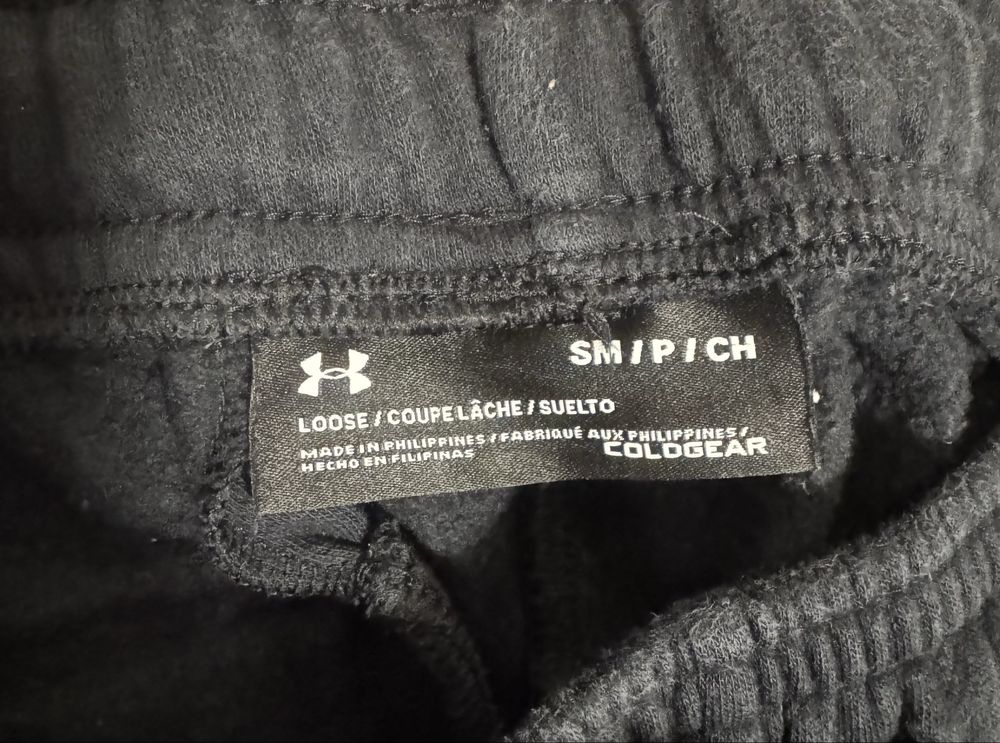 SM / P / CH
LOOSE / COUPE LÂCHE / SUELTO
MADE IN PHILIPPINES / FABRIQUÉ AUX PHILIPPINES /
HECHO EN FILIPINAS
COLDGEAR